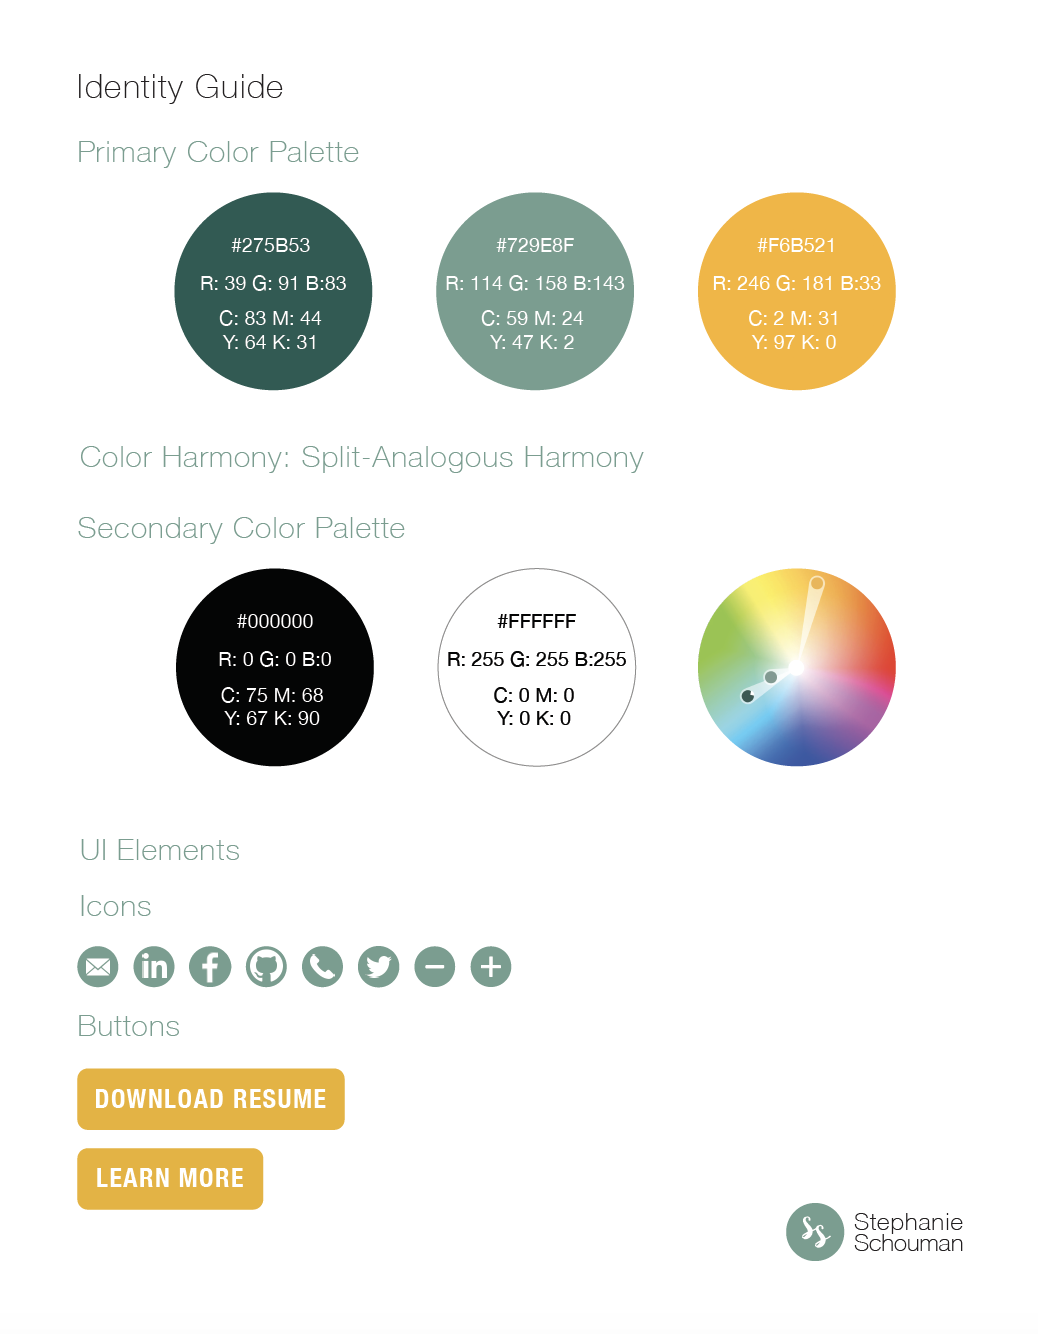 Identity Guide
Primary Color Palette
#275B53
R: 39 G: 91 B:83
C: 83 M: 44
Y: 64 K: 31
#729E8F
R: 114 G: 158 B:143
C: 59 M: 24
Y: 47 K: 2
#F6B521
R: 246 G: 181 B:33
C: 2 M: 31
Y: 97 K: 0
Color Harmony: Split-Analogous Harmony
Secondary Color Palette
#000000
R: 0 G: 0 B:0
C: 75 M: 68
Y: 67 K: 90
#FFFFFF
R: 255 G: 255 B:255
C: 0 M: 0
Y: 0 K: 0
UI Elements
Icons
in
f
Buttons
DOWNLOAD RESUME
LEARN MORE
SS
Stephanie
Schouman